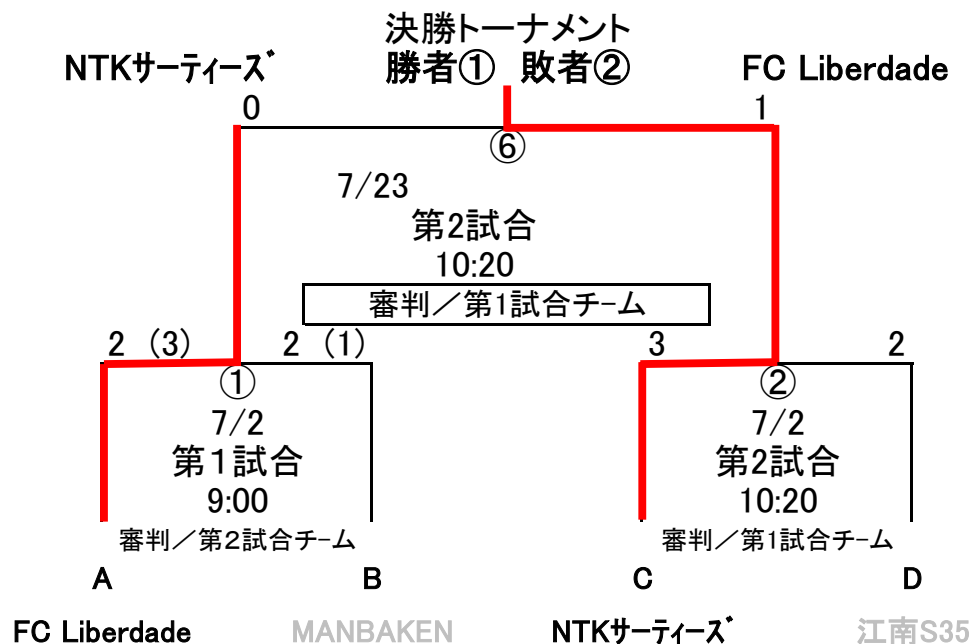 決勝トーナメント
NTKサーティーズ 勝者① 敗者② FC Liberdade
0 1
⑥
7/23
第2試合
10:20
審判／第1試合チーム
2 (3) 2 (1) 3 2
① ②
7/2 7/2
第1試合 第2試合
9:00 10:20
審判／第2試合チーム 審判／第1試合チーム
A B C D
FC Liberdade MANBAKEN NTKサーティーズ 江南S35